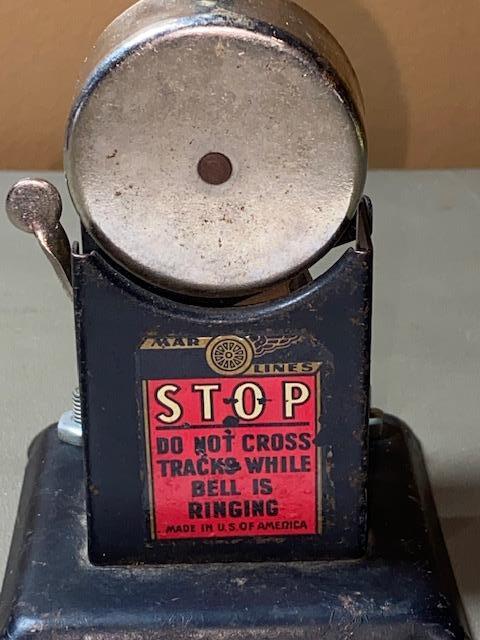 MAR
LINES
STOP
DO NOT CROSS
TRACKS WHILE
BELL IS
RINGING
MADE IN U.S. OF AMERICA